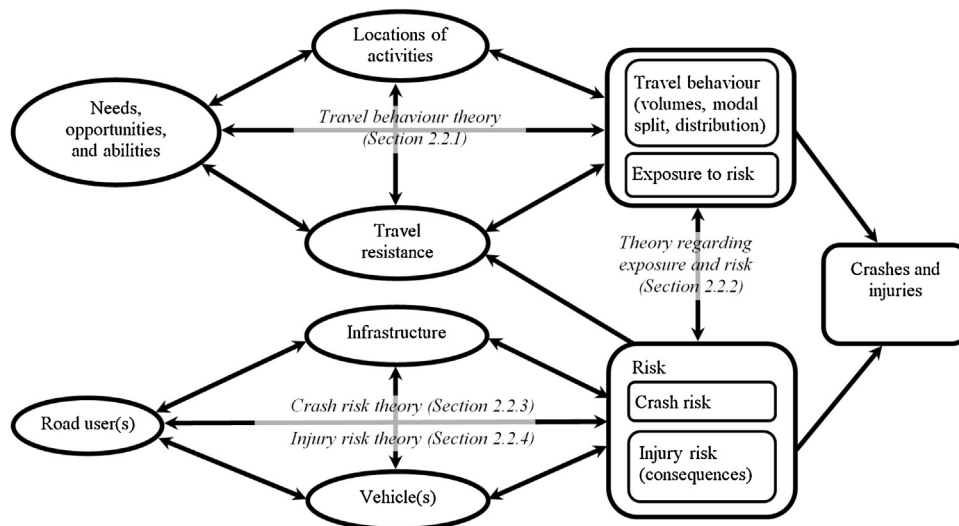 Locations of
activities
Needs,
opportunities,
and abilities
Travel behaviour theory
(Section 2.2.1)
Travel behaviour
(volumes, modal
split, distribution)
Exposure to risk
Travel
resistance
Theory regarding
exposure and risk
(Section 2.2.2)
Crashes and
injuries
Infrastructure
Road user(s)
Crash risk theory (Section 2.2.3)
Injury risk theory (Section 2.2.4)
Vehicle(s)
Risk
Crash risk
Injury risk
(consequences)